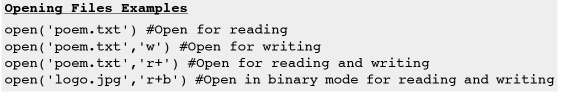 Opening Files Examples
open('poem.txt') #Open for reading
open('poem.txt','w') #Open for writing
open('poem.txt','r+') #Open for reading and writing
open('logo.jpg','r+b') #Open in binary mode for reading and writing